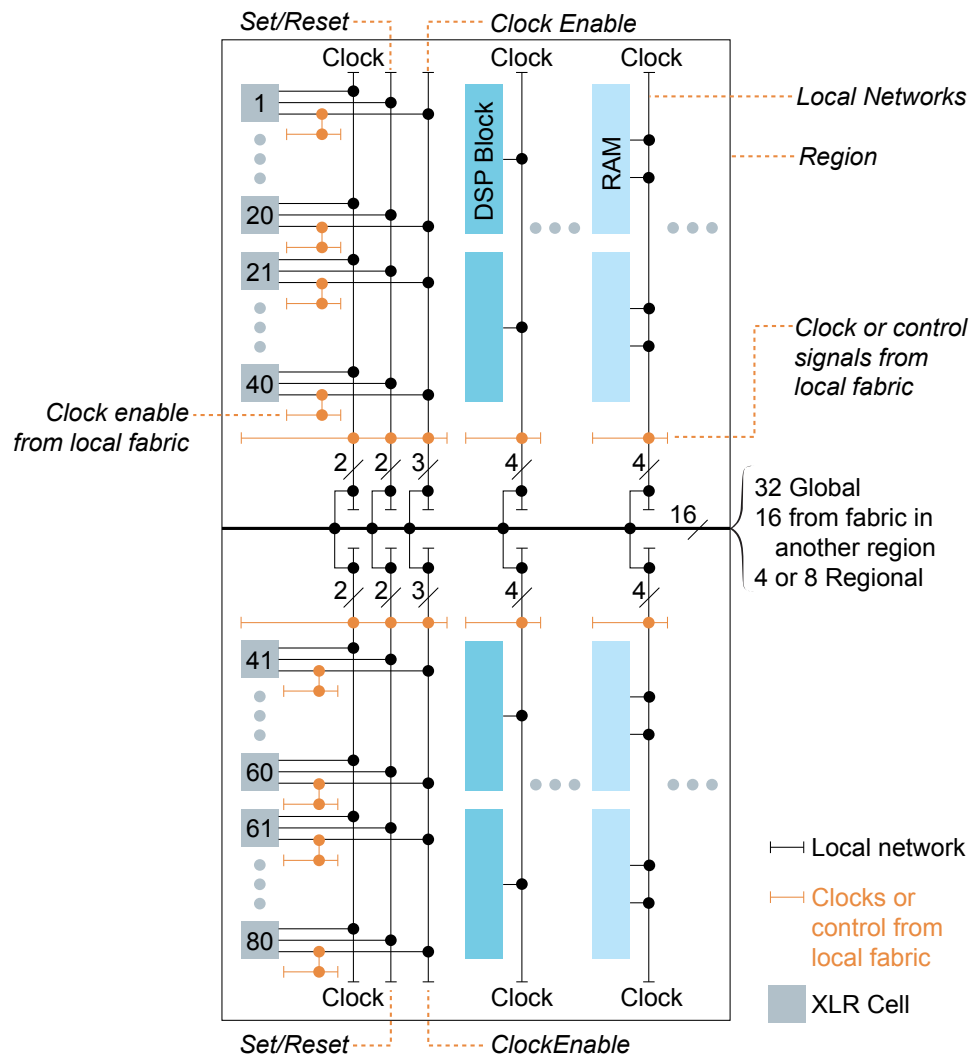 Set/Reset
Clock Enable
Clock
Clock
Clock
1
DSP Block
RAM
Local Networks
Region
20
21
40
Clock or control
signals from
local fabric
Clock enable
from local fabric
2
2
3
4
4
16
32 Global
16 from fabric in
another region
4 or 8 Regional
2
2
3
4
4
41
60
61
80
Local network
Clocks or
control from
local fabric
XLR Cell
Clock
Clock
Clock
Set/Reset
ClockEnable